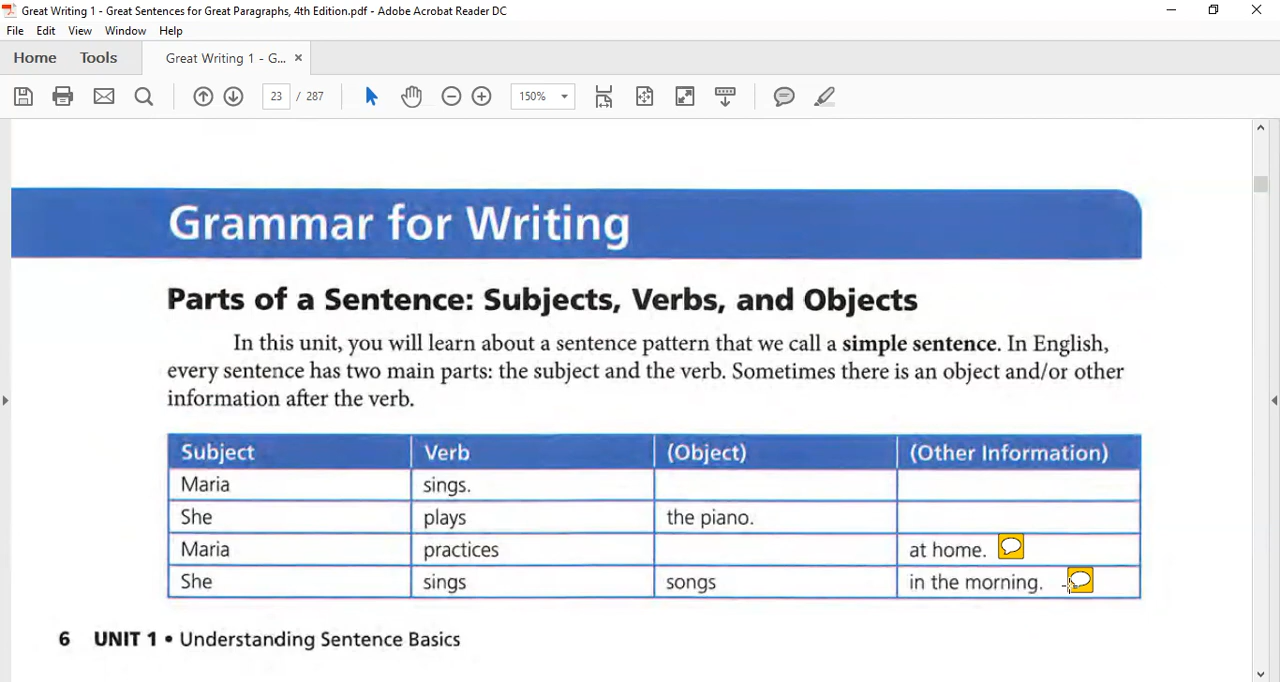 Great Writing 1 - Great Sentences for Great Paragraphs, 4th Edition.pdf - Adobe Acrobat Reader DC
File Edit View Window Help
Home Tools Great Writing 1 - G... ×
23 / 287 150%
Grammar for Writing
Parts of a Sentence: Subjects, Verbs, and Objects
In this unit, you will learn about a sentence pattern that we call a simple sentence. In English,
every sentence has two main parts: the subject and the verb. Sometimes there is an object and/or other
information after the verb.
Subject Verb (Object) (Other Information)
Maria sings.
She plays the piano.
Maria practices at home.
She sings songs in the morning.
6 UNIT 1 • Understanding Sentence Basics